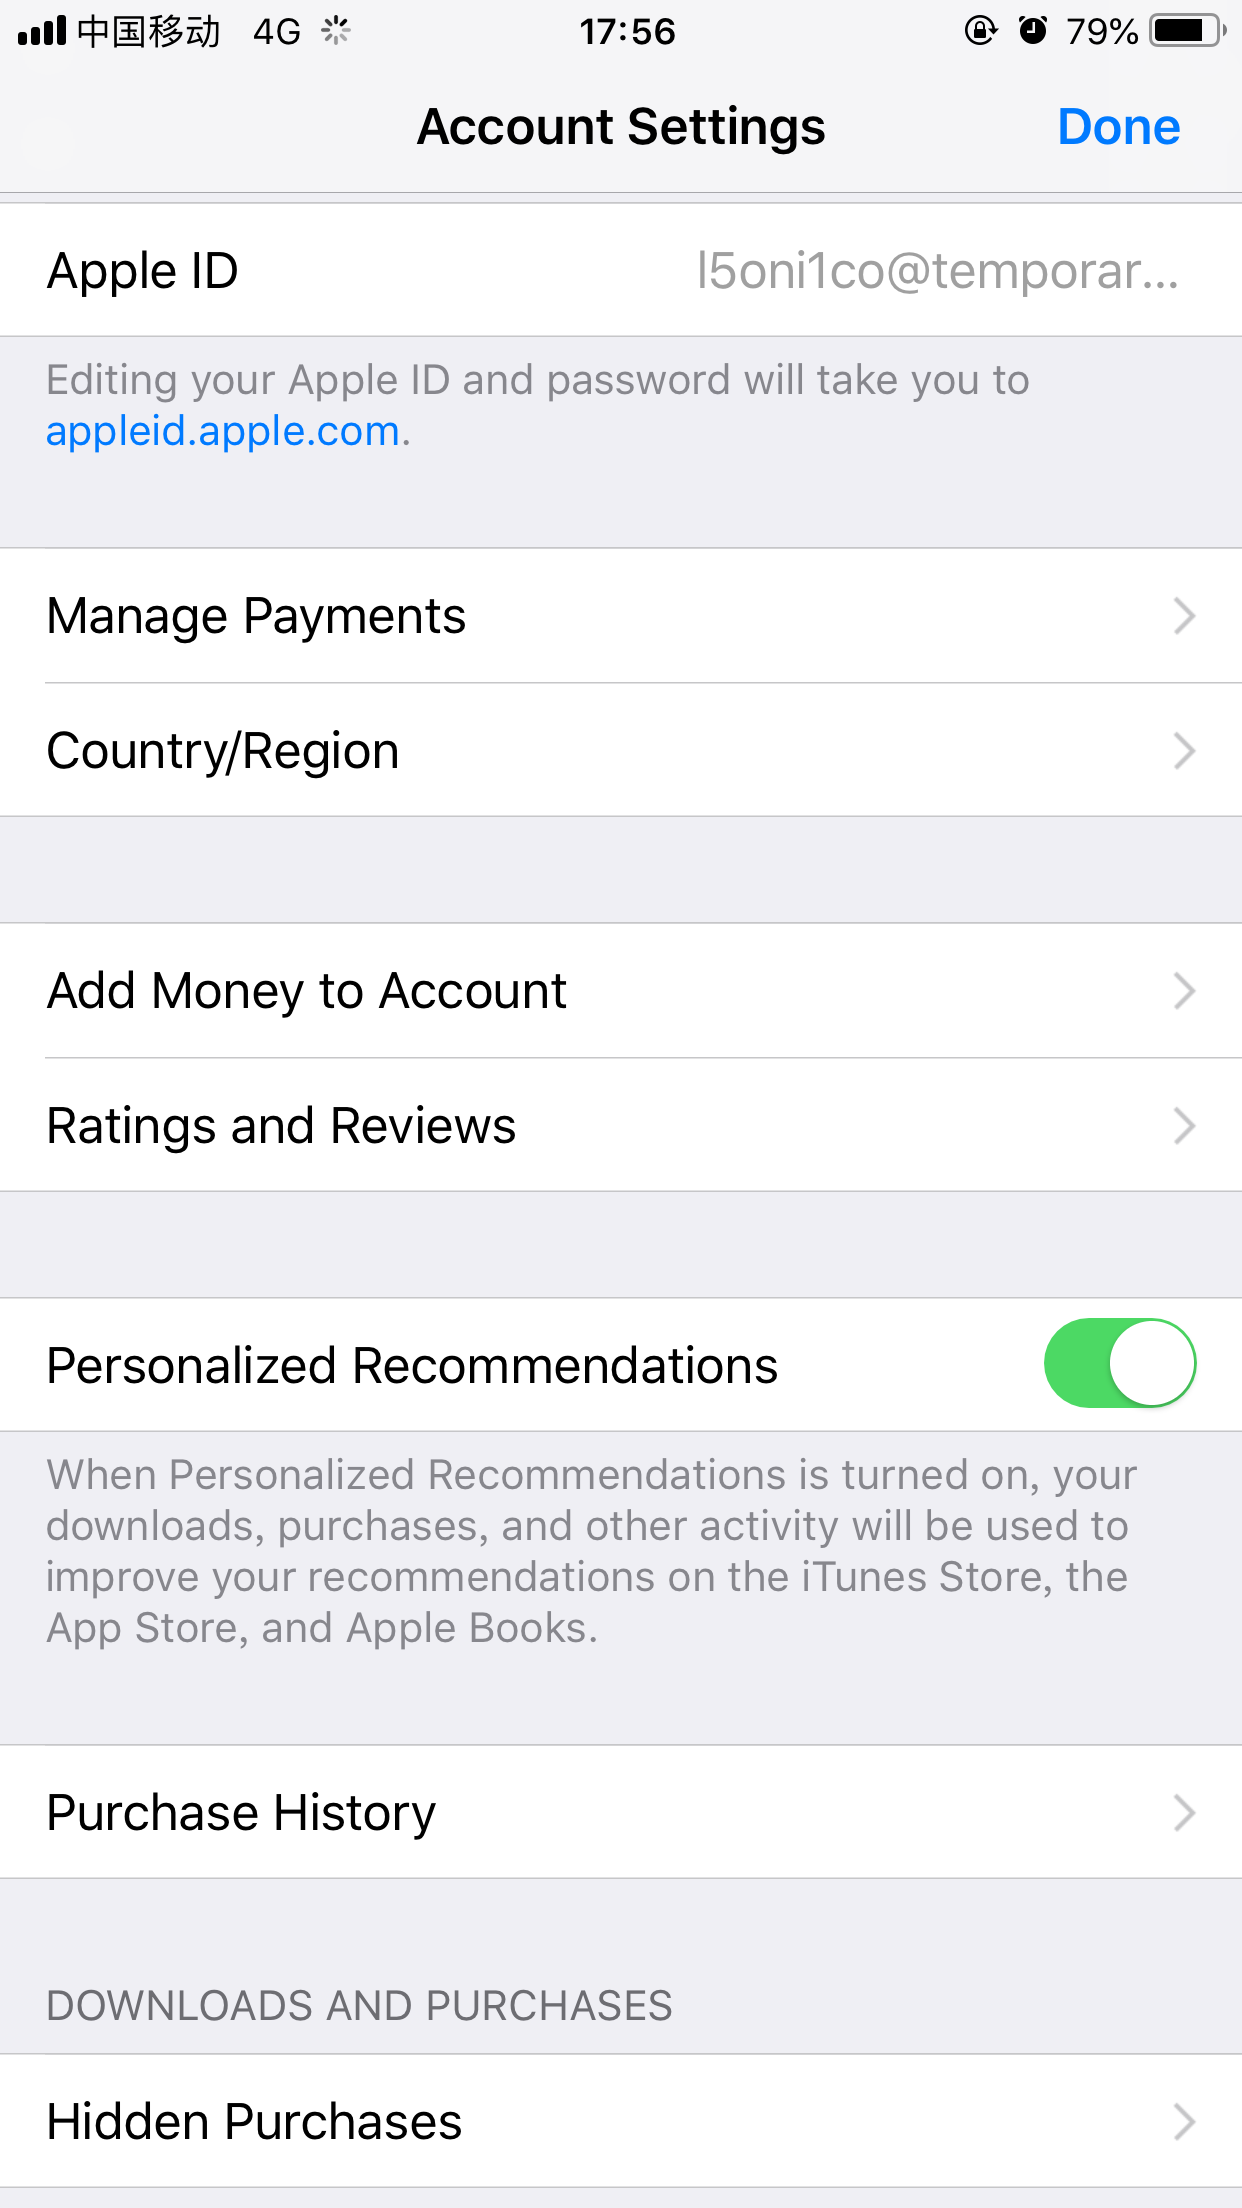 中国移动 4G 17:56 79%
Account Settings Done
Apple ID l5oni1co@temporar...
Editing your Apple ID and password will take you to
appleid.apple.com.
Manage Payments
Country/Region
Add Money to Account
Ratings and Reviews
Personalized Recommendations
When Personalized Recommendations is turned on, your
downloads, purchases, and other activity will be used to
improve your recommendations on the iTunes Store, the
App Store, and Apple Books.
Purchase History
DOWNLOADS AND PURCHASES
Hidden Purchases